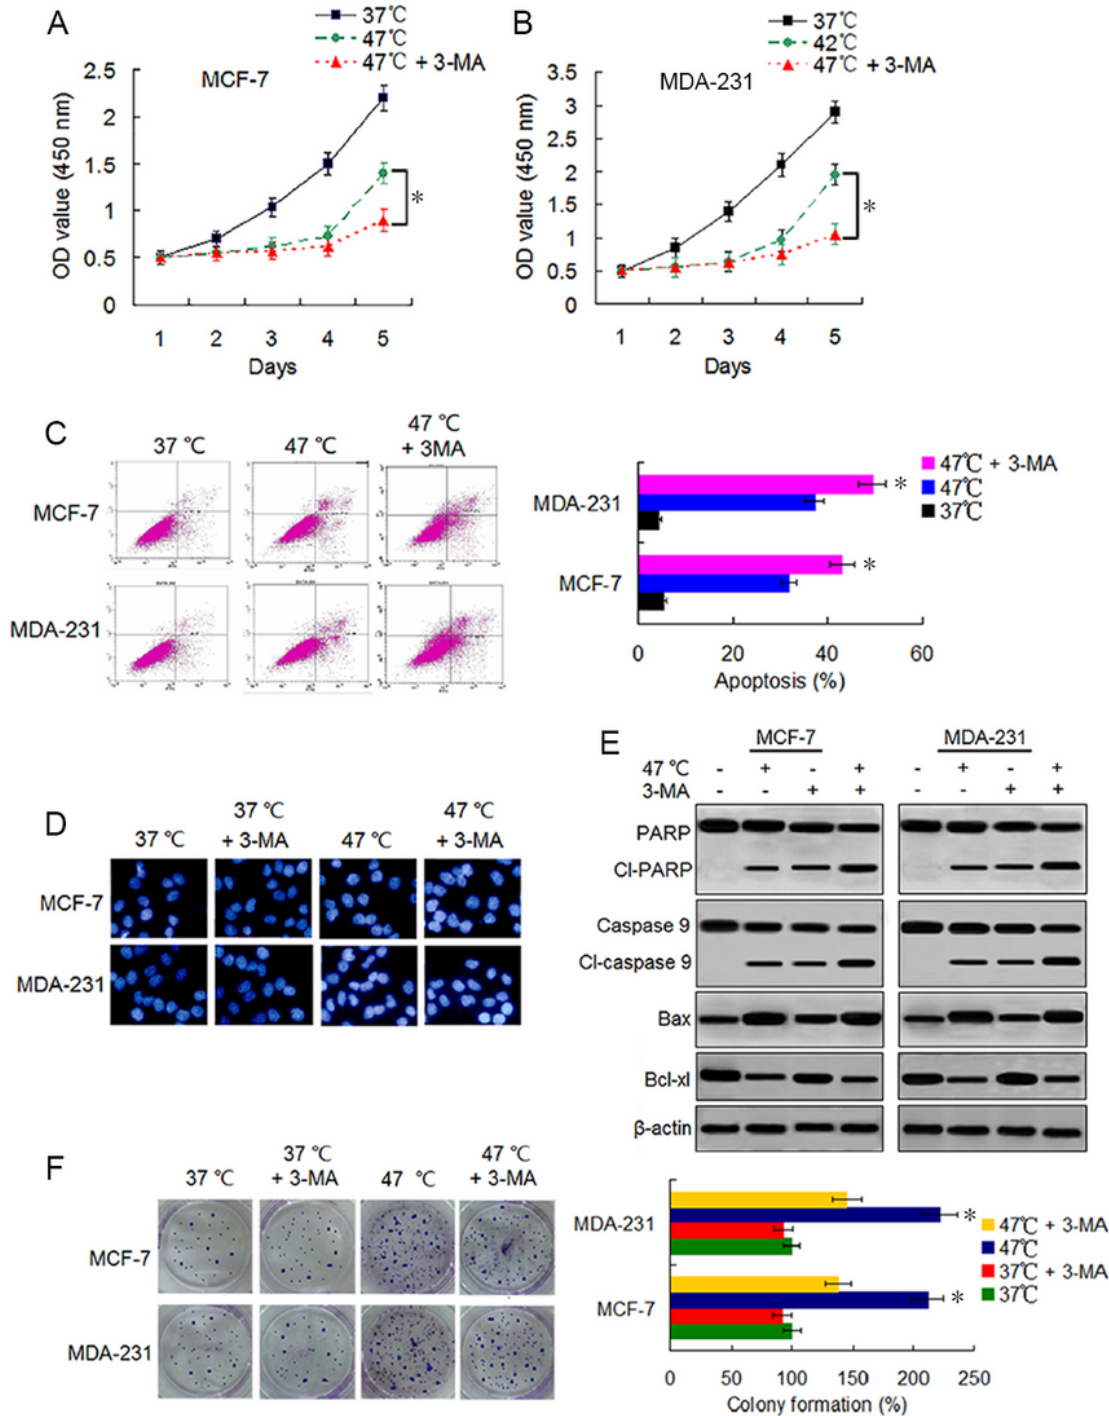 A
37℃
47℃
47℃ + 3-MA
MCF-7
OD value (450 nm)
2.5
2
1.5
1
0.5
0
*
1 2 3 4 5
Days
B
37℃
42℃
47℃ + 3-MA
MDA-231
OD value (450 nm)
3.5
3
2.5
2
1.5
1
0.5
0
*
1 2 3 4 5
Days
C
37 ℃
47 ℃
47 ℃
+ 3MA
MCF-7
MDA-231
MDA-231
MCF-7
*
*
47℃ + 3-MA
47℃
37℃
0 20 40 60
Apoptosis (%)
D
37 ℃
37 ℃
+ 3-MA
47 ℃
47 ℃
+ 3-MA
MCF-7
MDA-231
E
MCF-7 MDA-231
47 ℃ - + - + - + - +
3-MA - - + + - - + +
PARP
Cl-PARP
Caspase 9
Cl-caspase 9
Bax
Bcl-xl
β-actin
F
37 ℃
37 ℃
+ 3-MA
47 ℃
47 ℃
+ 3-MA
MCF-7
MDA-231
MDA-231
MCF-7
*
*
47℃ + 3-MA
47℃
37℃ + 3-MA
37℃
0 50 100 150 200 250
Colony formation (%)